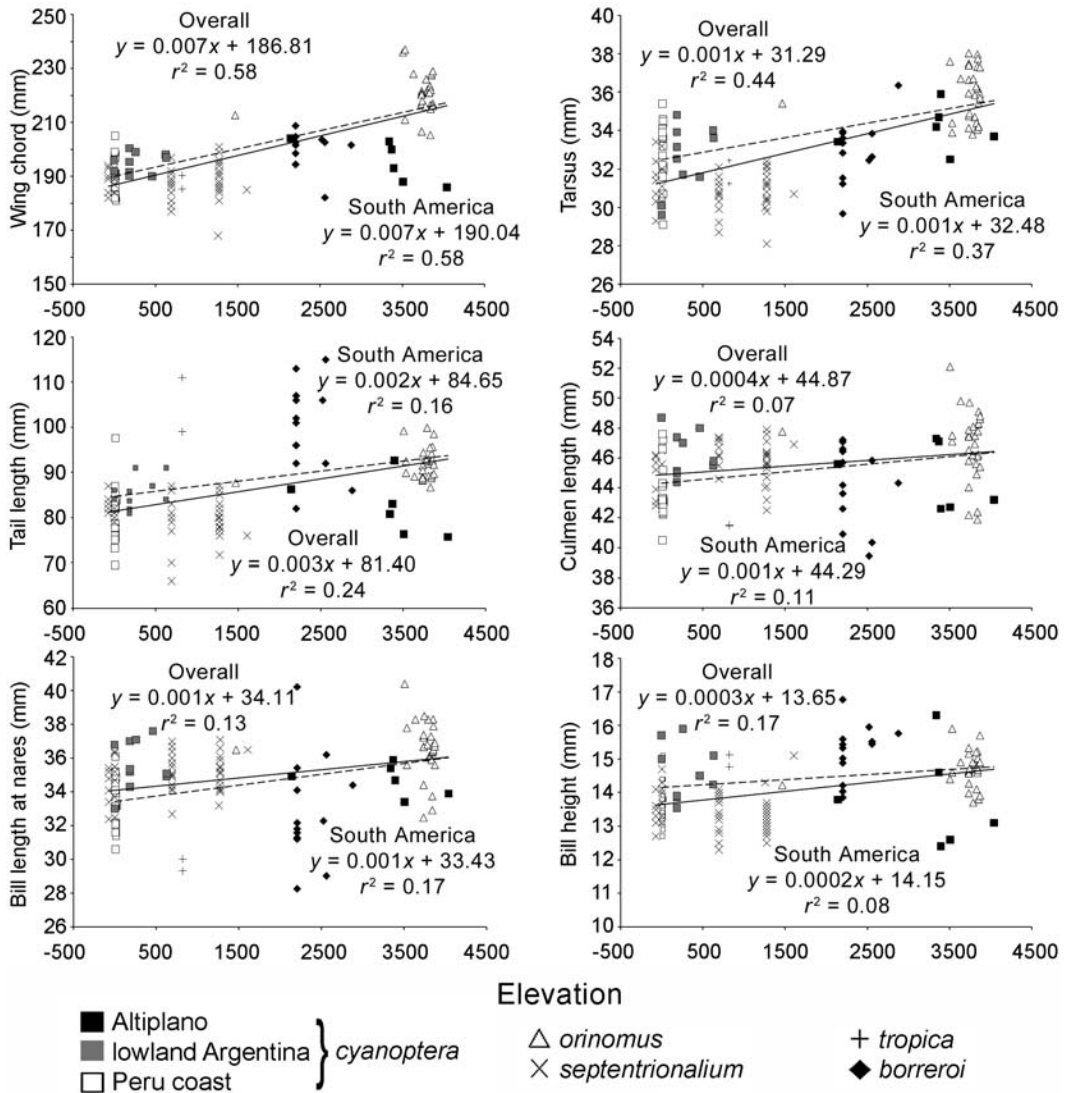 Wing chord (mm)
250
230
210
190
170
150
-500 500 1500 2500 3500 4500
Overall
y = 0.007x + 186.81
r² = 0.58
South America
y = 0.007x + 190.04
r² = 0.58
Tarsus (mm)
40
38
36
34
32
30
28
26
-500 500 1500 2500 3500 4500
Overall
y = 0.001x + 31.29
r² = 0.44
South America
y = 0.001x + 32.48
r² = 0.37
Tail length (mm)
120
110
100
90
80
70
60
-500 500 1500 2500 3500 4500
South America
y = 0.002x + 84.65
r² = 0.16
Overall
y = 0.003x + 81.40
r² = 0.24
Culmen length (mm)
54
52
50
48
46
44
42
40
38
36
-500 500 1500 2500 3500 4500
Overall
y = 0.0004x + 44.87
r² = 0.07
South America
y = 0.001x + 44.29
r² = 0.11
Bill length at nares (mm)
42
40
38
36
34
32
30
28
26
-500 500 1500 2500 3500 4500
Overall
y = 0.001x + 34.11
r² = 0.13
South America
y = 0.001x + 33.43
r² = 0.17
Bill height (mm)
18
17
16
15
14
13
12
11
10
-500 500 1500 2500 3500 4500
Overall
y = 0.0003x + 13.65
r² = 0.17
South America
y = 0.0002x + 14.15
r² = 0.08
Elevation
Altiplano
lowland Argentina
Peru coast
cyanoptera
orinomus
septentrionalium
tropica
borreroi